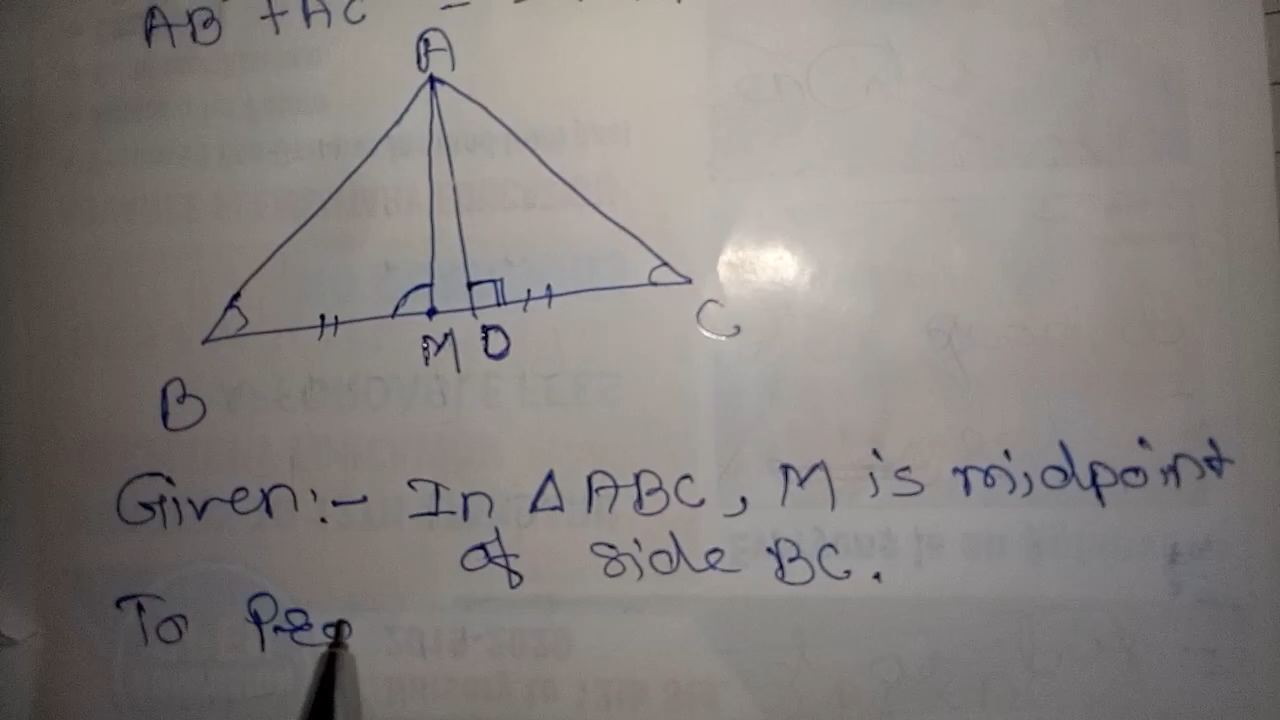 AB + AC
A
M D
C
B
Given:- In △ABC, M is midpoint
of side BC.
To Pro